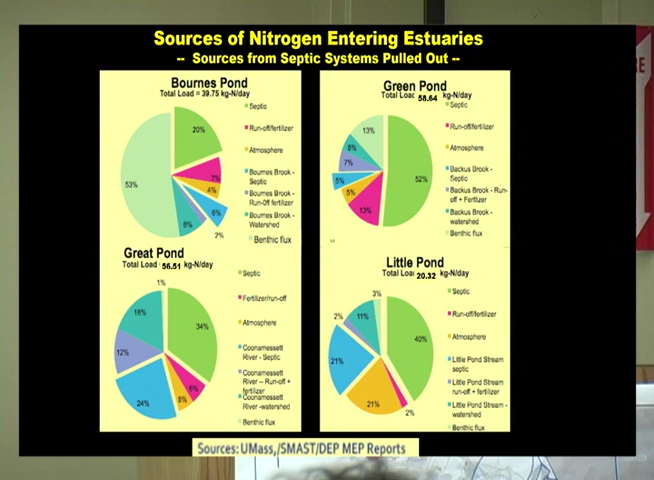 Sources of Nitrogen Entering Estuaries
-- Sources from Septic Systems Pulled Out --
Bournes Pond
Total Load = 39.75 kg-N/day
20%
7%
4%
6%
2%
8%
53%
Septic
Run-off/fertilizer
Atmosphere
Bournes Brook -
Septic
Bournes Brook -
Run-off fertilizer
Bournes Brook -
Watershed
Benthic flux
Green Pond
Total Load 58.64 kg-N/day
52%
13%
5%
5%
7%
8%
13%
Septic
Run-off/fertilizer
Atmosphere
Backus Brook -
Septic
Backus Brook - Run-
off + Fertilzer
Backus Brook -
watershed
Benthic flux
Great Pond
Total Load 56.51 kg-N/day
1%
34%
6%
5%
24%
12%
18%
Septic
Fertilizer/run-off
Atmosphere
Coonamessett
River - Septic
Coonamessett
River -- Run-off +
fertilizer
Coonamessett
River -watershed
Benthic flux
Little Pond
Total Load 20.32 kg-N/day
3%
40%
2%
21%
21%
2%
11%
Septic
Run-off/fertilizer
Atmosphere
Little Pond Stream
septic
Little Pond Stream
run-off + fertilizer
Little Pond Stream -
watershed
Benthic flux
Sources: UMass,/SMAST/DEP MEP Reports